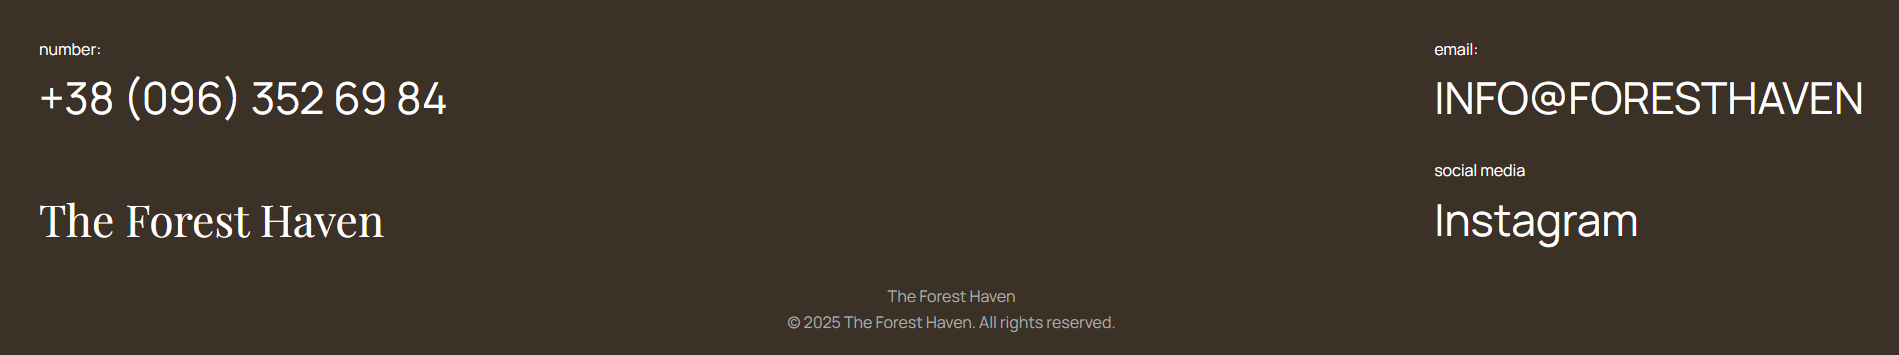 number:
+38 (096) 352 69 84
The Forest Haven
email:
INFO@FORESTHAVEN
social media
Instagram
The Forest Haven
© 2025 The Forest Haven. All rights reserved.